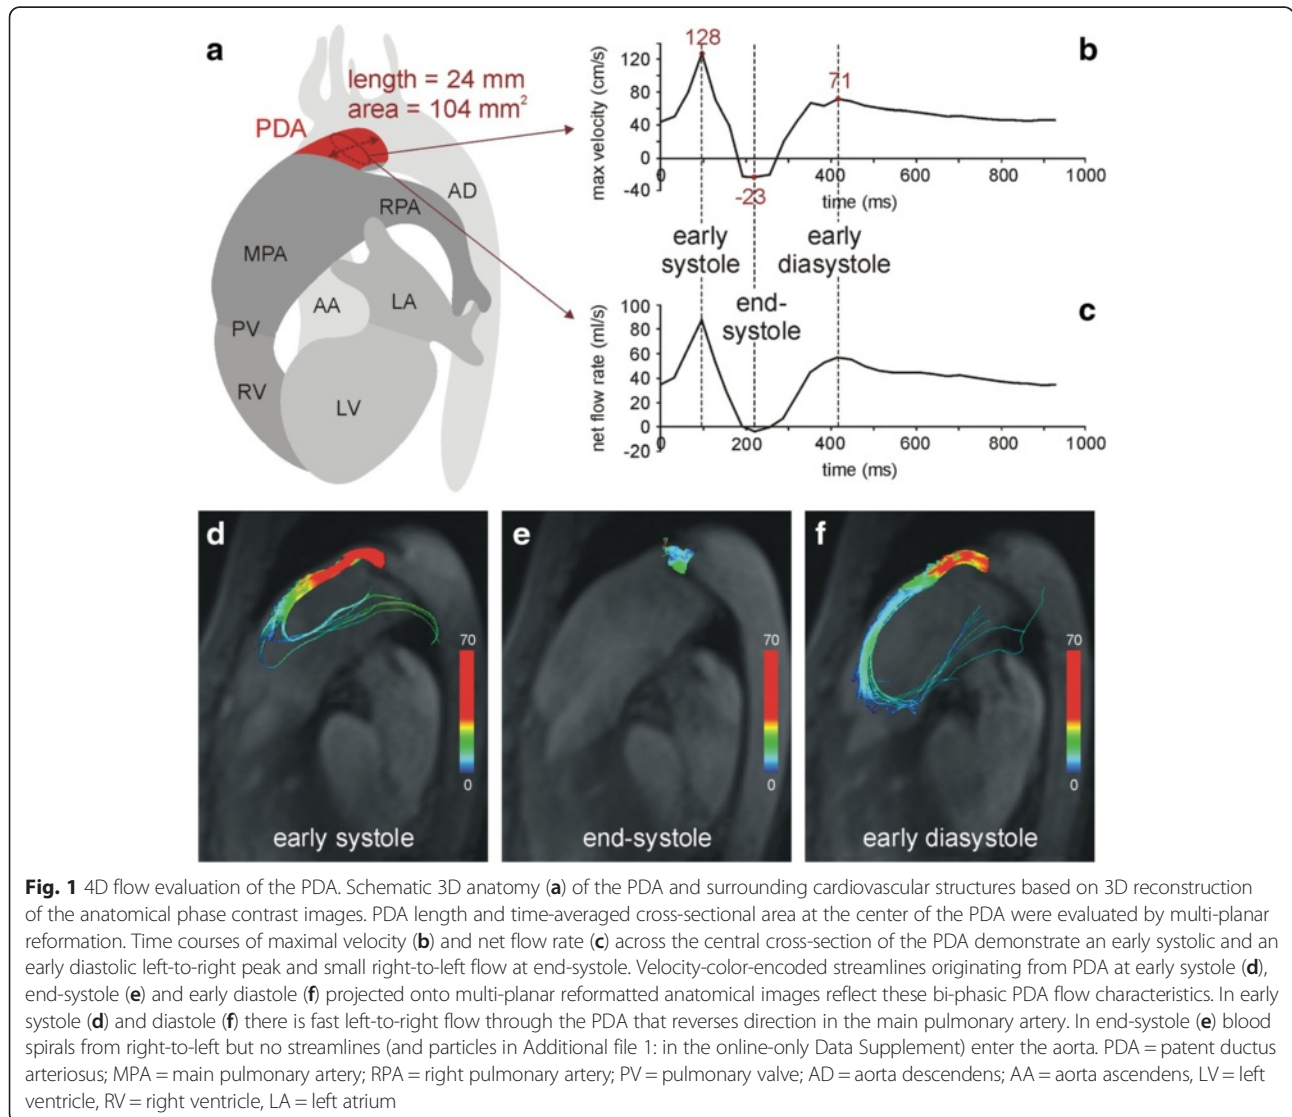 a
length = 24 mm
area = 104 mm²
PDA
AD
RPA
MPA
AA
LA
PV
RV
LV
b
128
71
-23
max velocity (cm/s)
120
80
40
0
-40
0
200
400
600
800
1000
time (ms)
early
systole
early
diasystole
end-
systole
c
net flow rate (ml/s)
100
80
60
40
20
0
-20
0
200
400
600
800
1000
time (ms)
d
70
0
early systole
e
70
0
end-systole
f
70
0
early diasystole
Fig. 1 4D flow evaluation of the PDA. Schematic 3D anatomy (a) of the PDA and surrounding cardiovascular structures based on 3D reconstruction
of the anatomical phase contrast images. PDA length and time-averaged cross-sectional area at the center of the PDA were evaluated by multi-planar
reformation. Time courses of maximal velocity (b) and net flow rate (c) across the central cross-section of the PDA demonstrate an early systolic and an
early diastolic left-to-right peak and small right-to-left flow at end-systole. Velocity-color-encoded streamlines originating from PDA at early systole (d),
end-systole (e) and early diastole (f) projected onto multi-planar reformatted anatomical images reflect these bi-phasic PDA flow characteristics. In early
systole (d) and diastole (f) there is fast left-to-right flow through the PDA that reverses direction in the main pulmonary artery. In end-systole (e) blood
spirals from right-to-left but no streamlines (and particles in Additional file 1: in the online-only Data Supplement) enter the aorta. PDA = patent ductus
arteriosus; MPA = main pulmonary artery; RPA = right pulmonary artery; PV = pulmonary valve; AD = aorta descendens; AA = aorta ascendens, LV = left
ventricle, RV = right ventricle, LA = left atrium